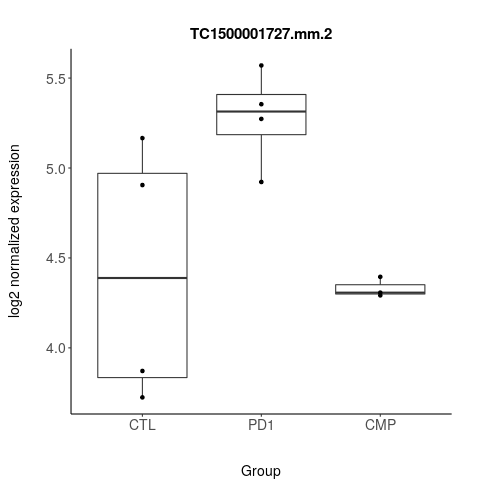 TC1500001727.mm.2
log2 normalized expression
5.5
5.0
4.5
4.0
CTL PD1 CMP
Group